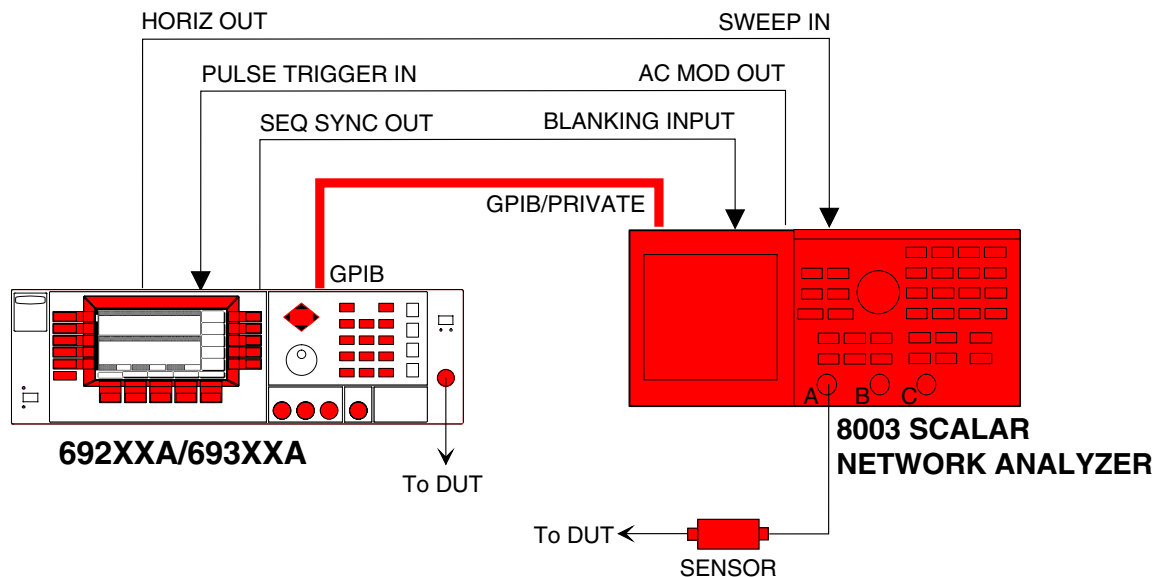 HORIZ OUT
SWEEP IN
PULSE TRIGGER IN
AC MOD OUT
SEQ SYNC OUT
BLANKING INPUT
GPIB/PRIVATE
GPIB
A
B
C
692XXA/693XXA
8003 SCALAR
NETWORK ANALYZER
To DUT
To DUT
SENSOR